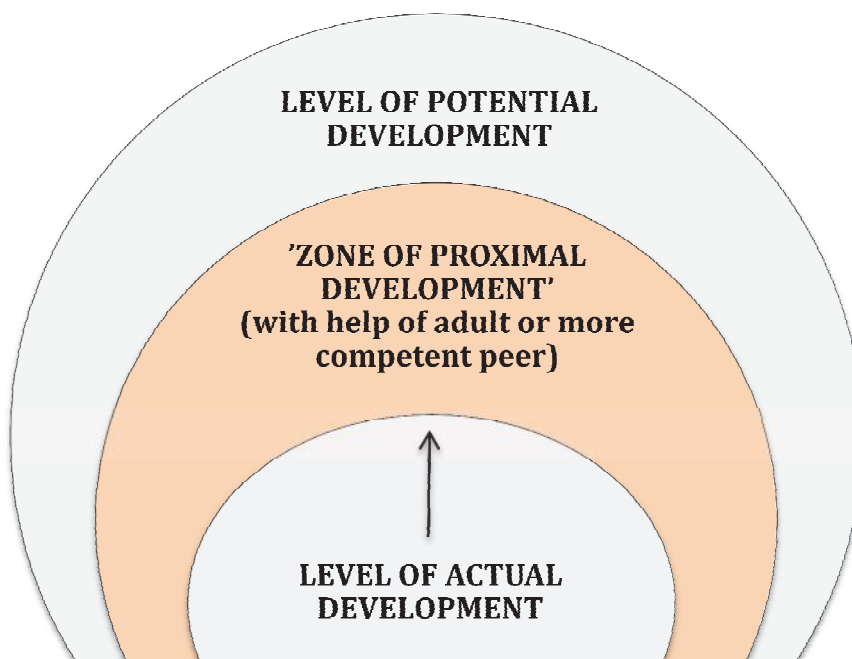 LEVEL OF POTENTIAL
DEVELOPMENT
’ZONE OF PROXIMAL
DEVELOPMENT’
(with help of adult or more
competent peer)
LEVEL OF ACTUAL
DEVELOPMENT